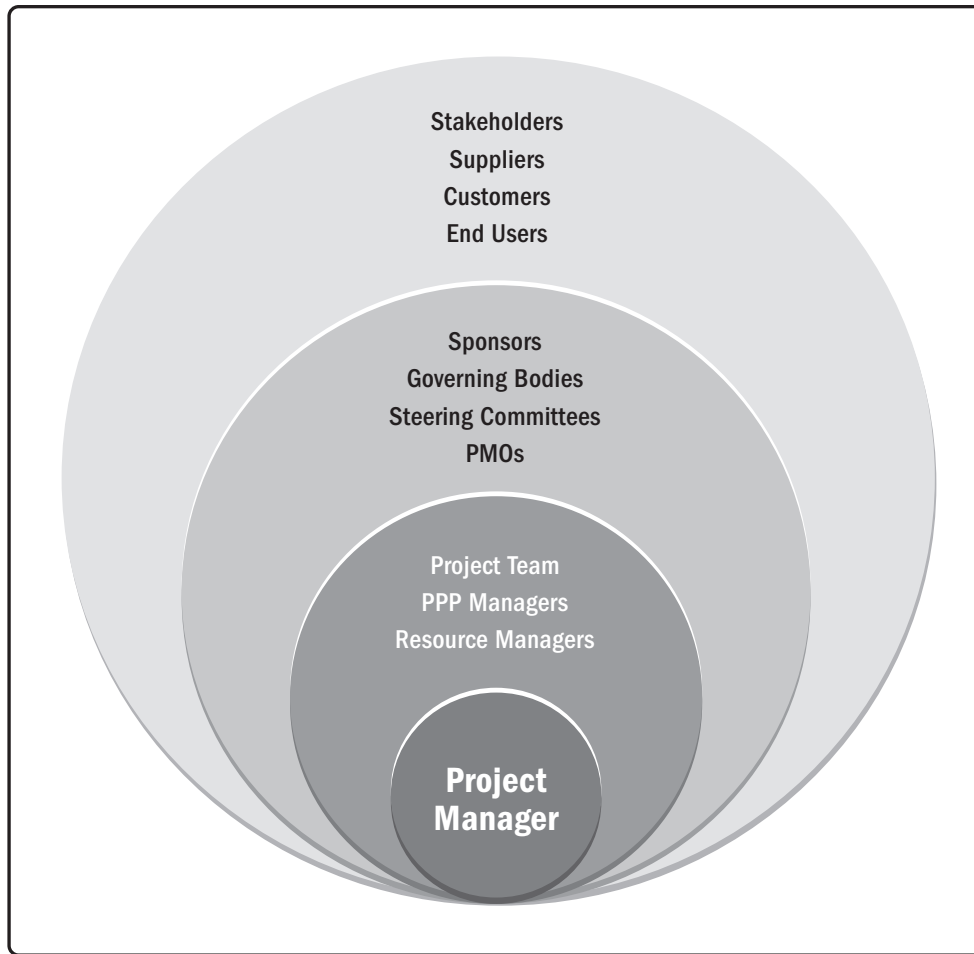 Stakeholders
Suppliers
Customers
End Users
Sponsors
Governing Bodies
Steering Committees
PMOs
Project Team
PPP Managers
Resource Managers
Project
Manager